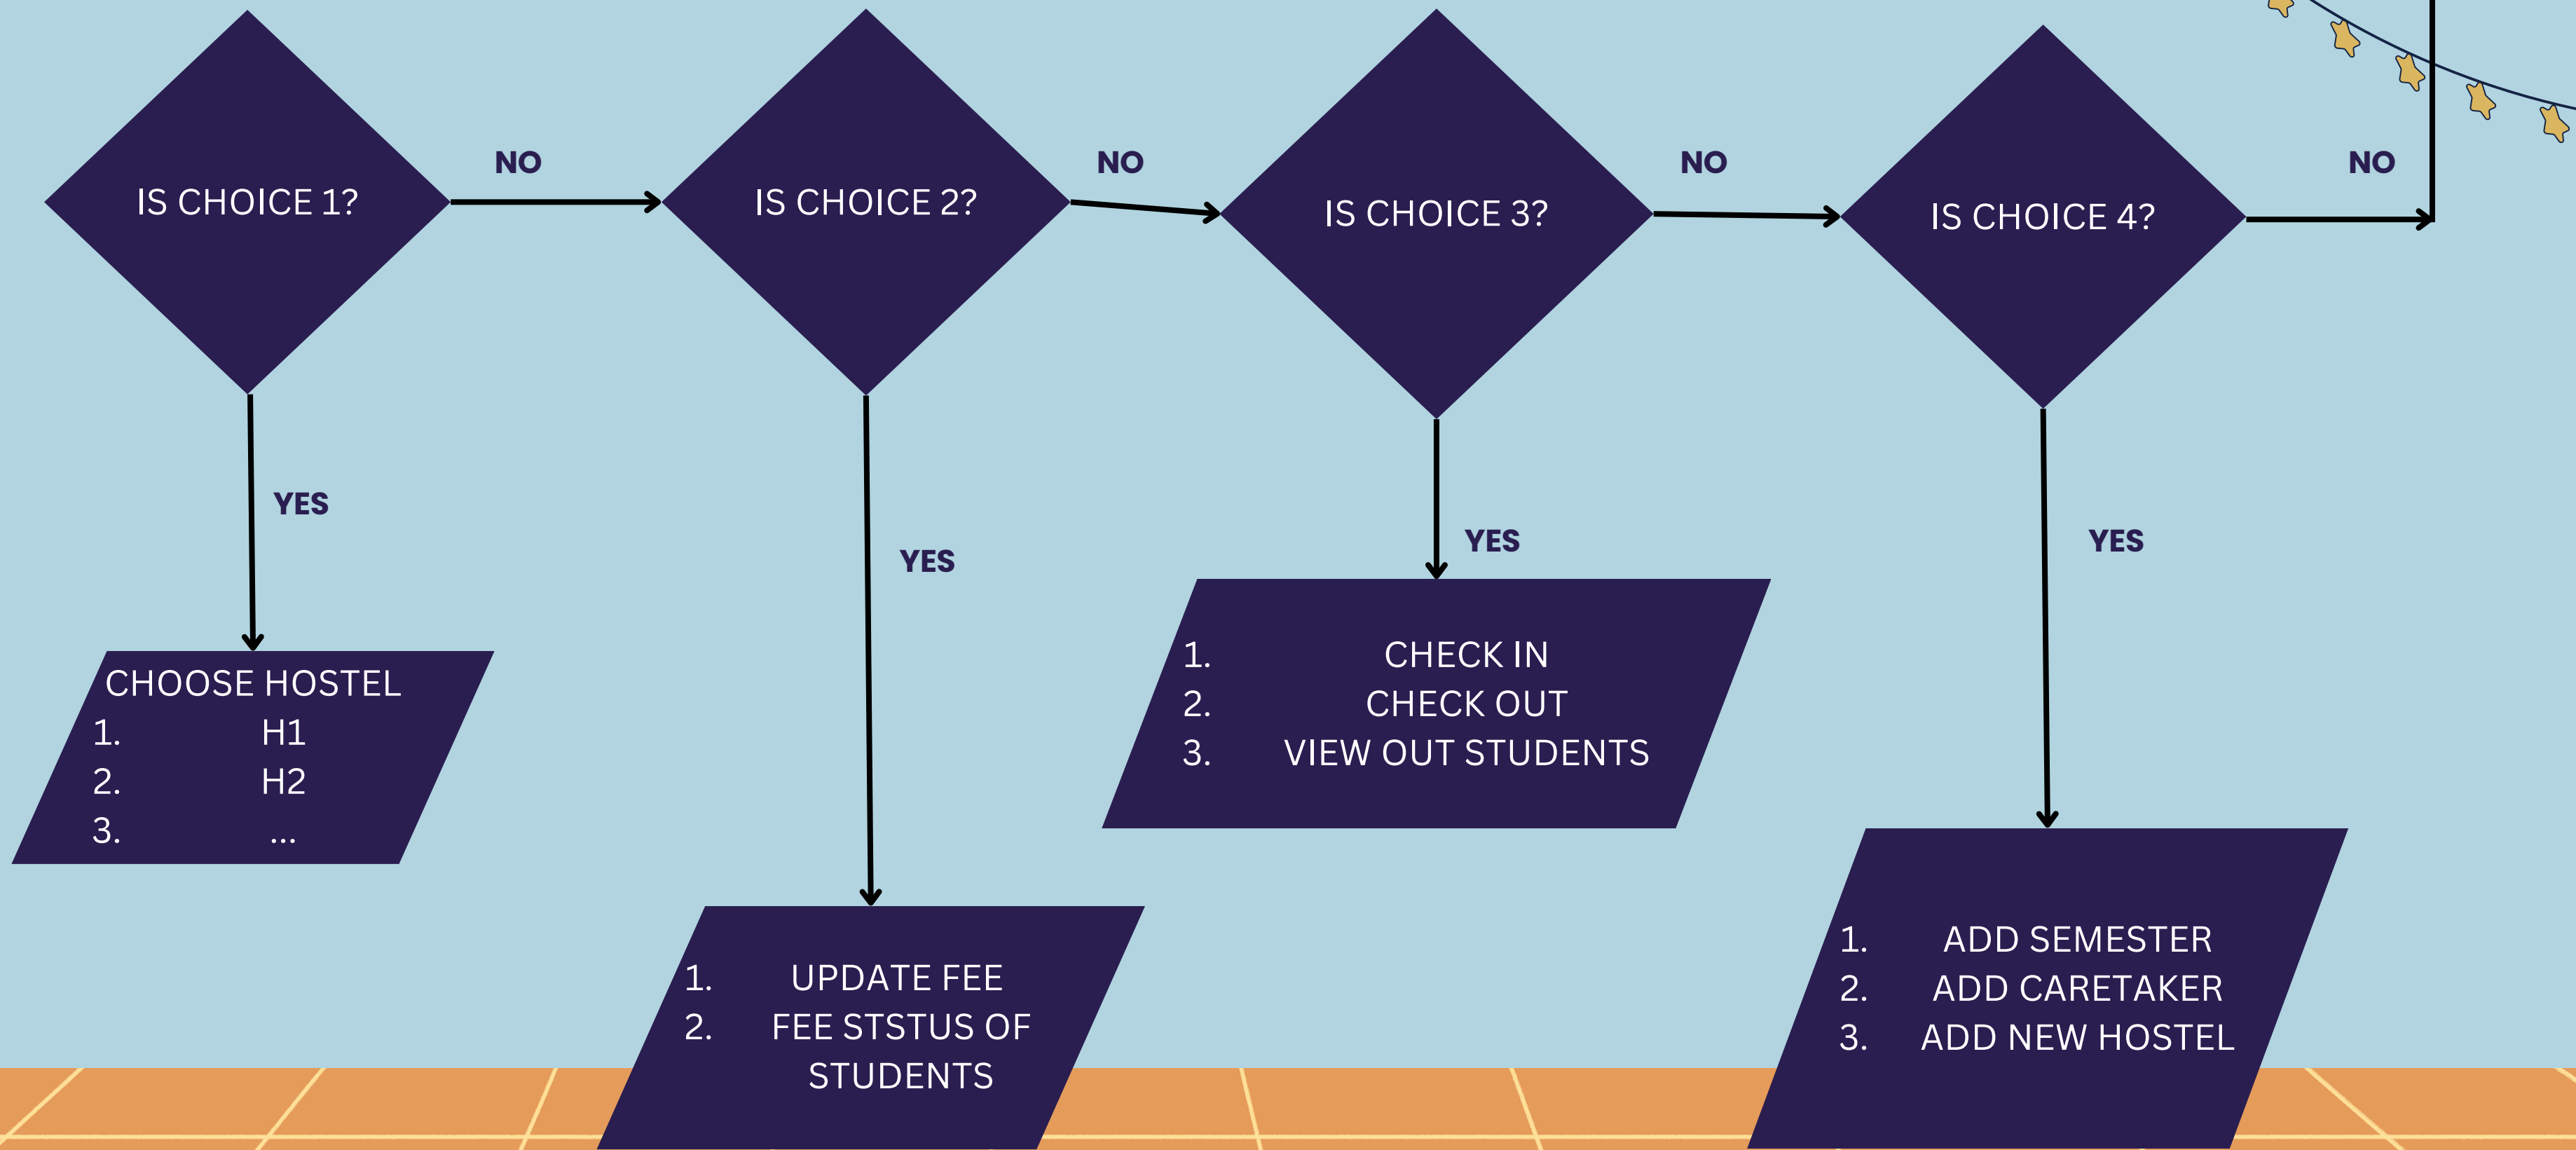 IS CHOICE 1?
NO
IS CHOICE 2?
NO
IS CHOICE 3?
NO
IS CHOICE 4?
NO
YES
YES
YES
YES
CHOOSE HOSTEL
1. H1
2. H2
3. ...
1. UPDATE FEE
2. FEE STSTUS OF
STUDENTS
1. CHECK IN
2. CHECK OUT
3. VIEW OUT STUDENTS
1. ADD SEMESTER
2. ADD CARETAKER
3. ADD NEW HOSTEL